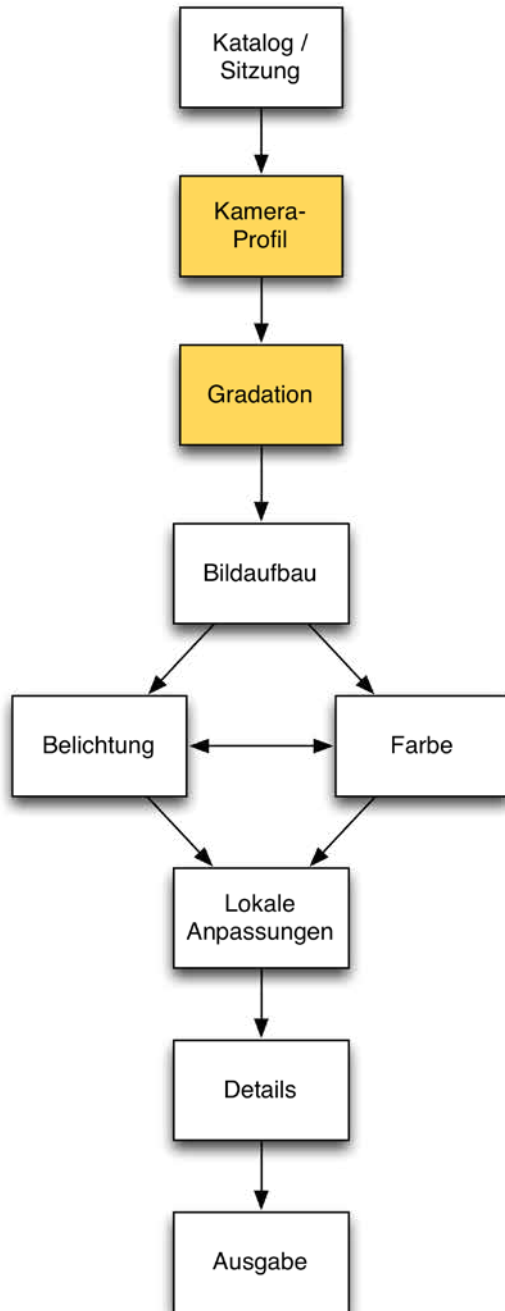 Katalog /
Sitzung
Kamera-
Profil
Gradation
Bildaufbau
Belichtung
Farbe
Lokale
Anpassungen
Details
Ausgabe